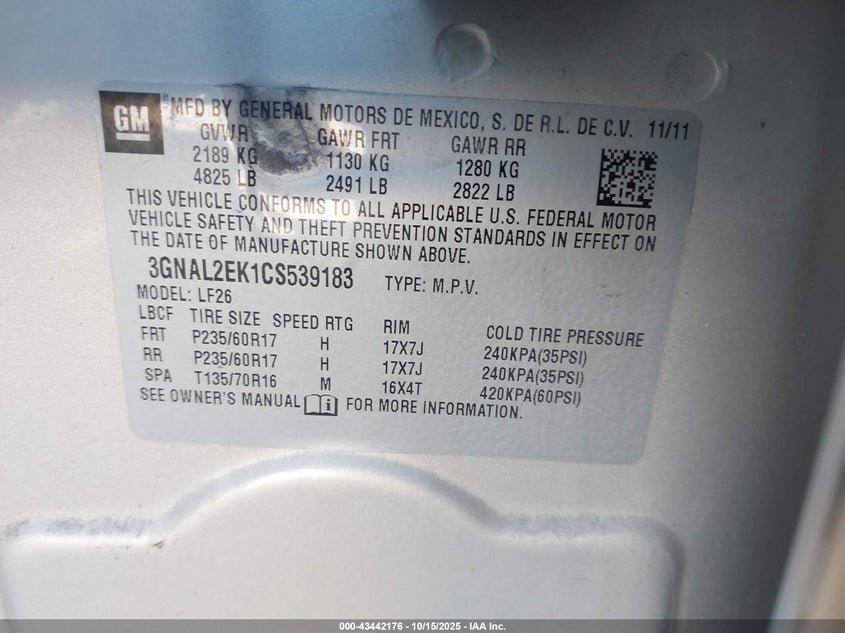 GM
MFD BY GENERAL MOTORS DE MEXICO, S. DE R.L. DE C.V. 11/11
GVWR GAWR FRT GAWR RR
2189 KG 1130 KG 1280 KG
4825 LB 2491 LB 2822 LB
THIS VEHICLE CONFORMS TO ALL APPLICABLE U.S. FEDERAL MOTOR
VEHICLE SAFETY AND THEFT PREVENTION STANDARDS IN EFFECT ON
THE DATE OF MANUFACTURE SHOWN ABOVE.
3GNAL2EK1CS539183 TYPE: M.P.V.
MODEL: LF26
LBCF TIRE SIZE SPEED RTG RIM COLD TIRE PRESSURE
FRT P235/60R17 H 17X7J 240KPA(35PSI)
RR P235/60R17 H 17X7J 240KPA(35PSI)
SPA T135/70R16 M 16X4T 420KPA(60PSI)
SEE OWNER'S MANUAL i FOR MORE INFORMATION.
000-43442176 - 10/15/2025 - IAA Inc.